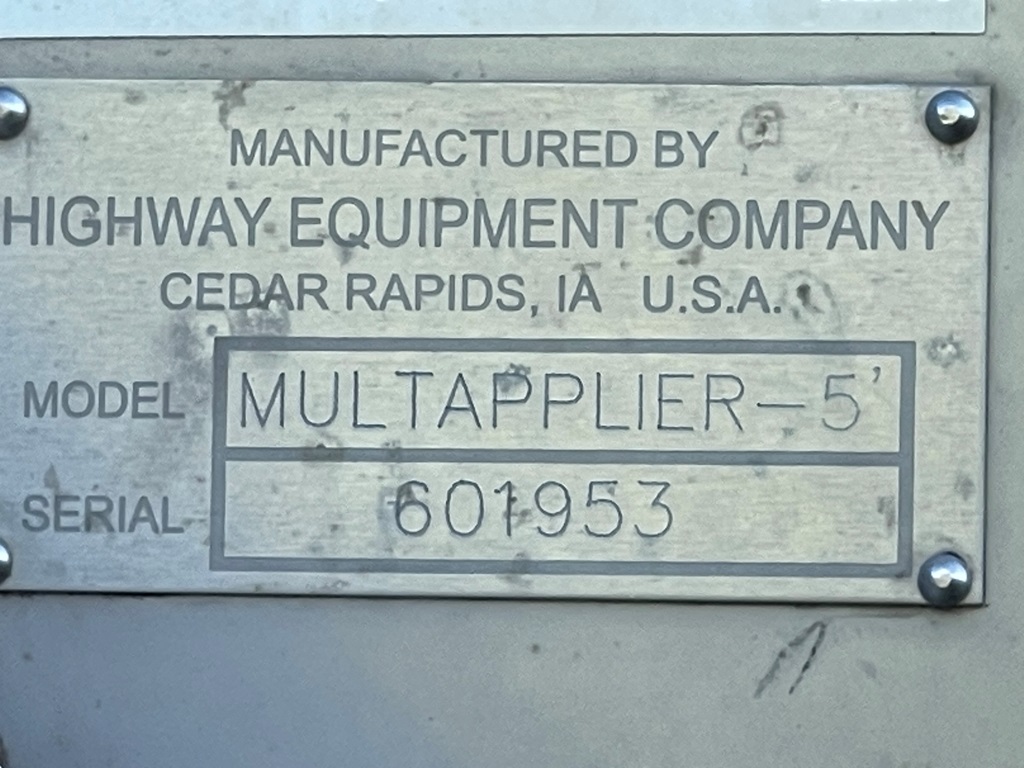 MANUFACTURED BY
HIGHWAY EQUIPMENT COMPANY
CEDAR RAPIDS, IA U.S.A.
MODEL MULTAPPLIER-5'
SERIAL 601953